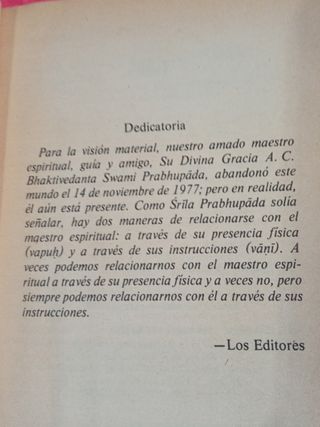 Dedicatoria
Para la visión material, nuestro amado maestro
espiritual, guía y amigo, Su Divina Gracia A. C.
Bhaktivedanta Swami Prabhupāda, abandonó este
mundo el 14 de noviembre de 1977; pero en realidad,
él aún está presente. Como Śrīla Prabhupāda solía
señalar, hay dos maneras de relacionarse con el
maestro espiritual: a través de su presencia física
(vapuḥ) y a través de sus instrucciones (vāṇī). A
veces podemos relacionarnos con el maestro espi-
ritual a través de su presencia física y a veces no, pero
siempre podemos relacionarnos con él a través de sus
instrucciones.
—Los Editores